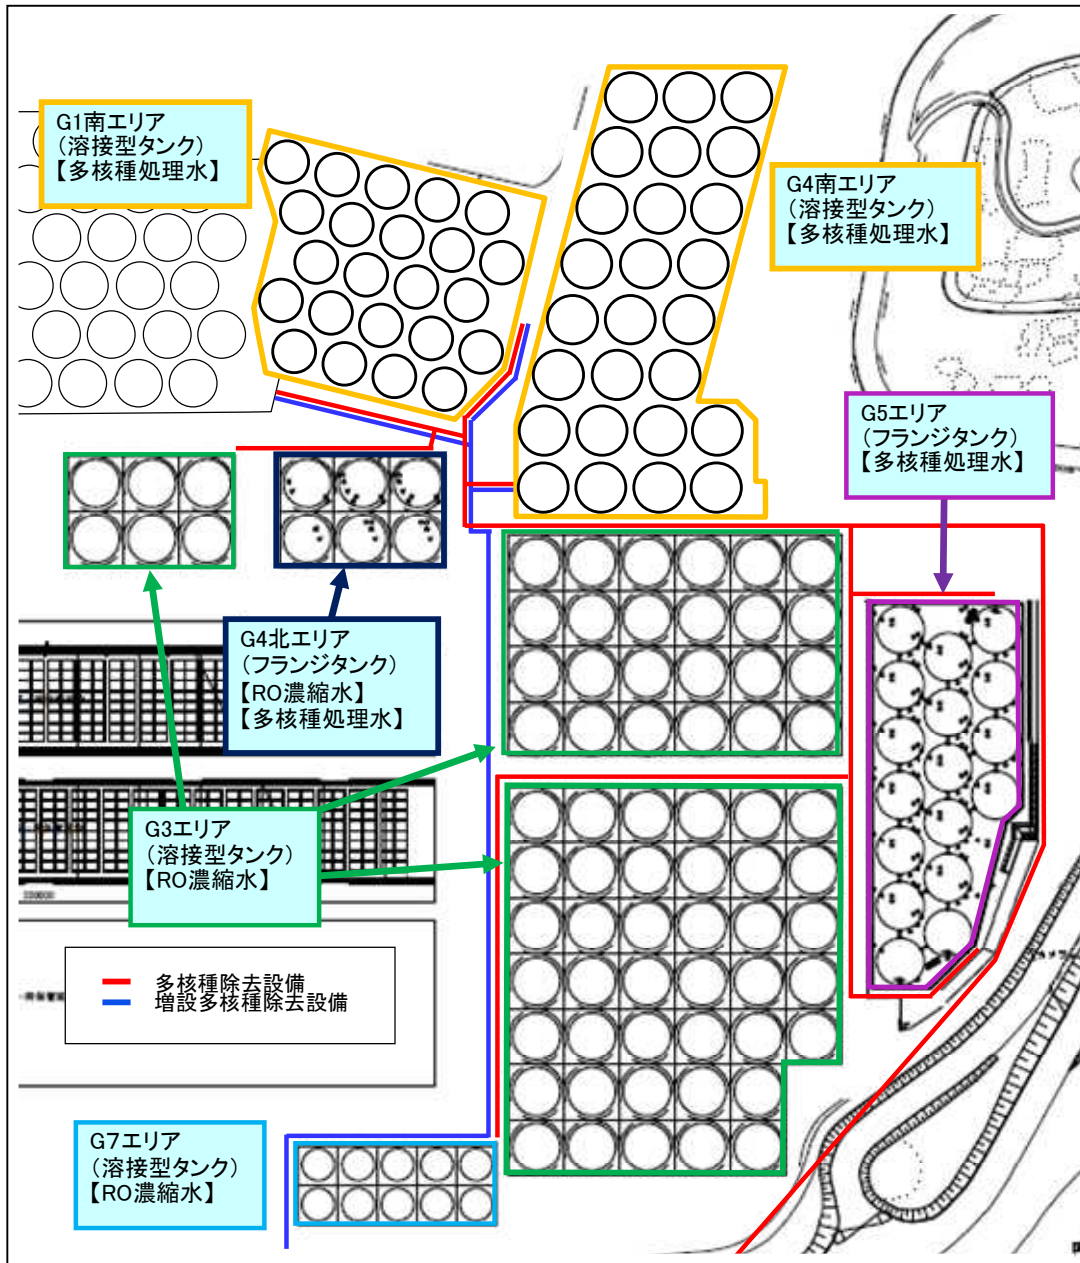 G1南エリア
(溶接型タンク)
【多核種処理水】
G4南エリア
(溶接型タンク)
【多核種処理水】
G5エリア
(フランジタンク)
【多核種処理水】
G4北エリア
(フランジタンク)
【RO濃縮水】
【多核種処理水】
G3エリア
(溶接型タンク)
【RO濃縮水】
多核種除去設備
増設多核種除去設備
G7エリア
(溶接型タンク)
【RO濃縮水】